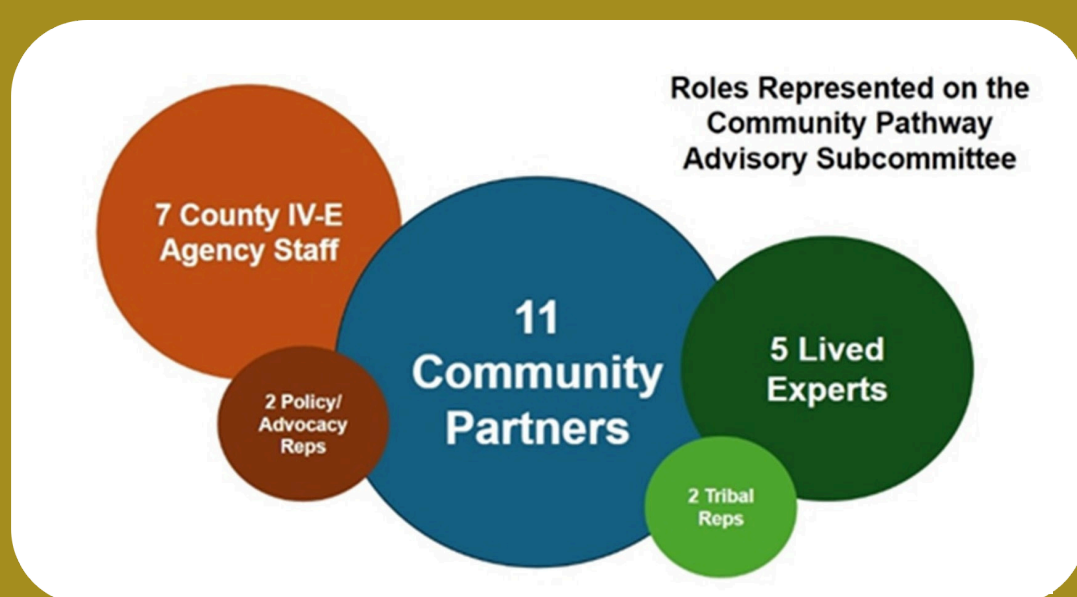 Roles Represented on the
Community Pathway
Advisory Subcommittee
7 County IV-E
Agency Staff
11
Community
Partners
5 Lived
Experts
2 Policy/
Advocacy
Reps
2 Tribal
Reps